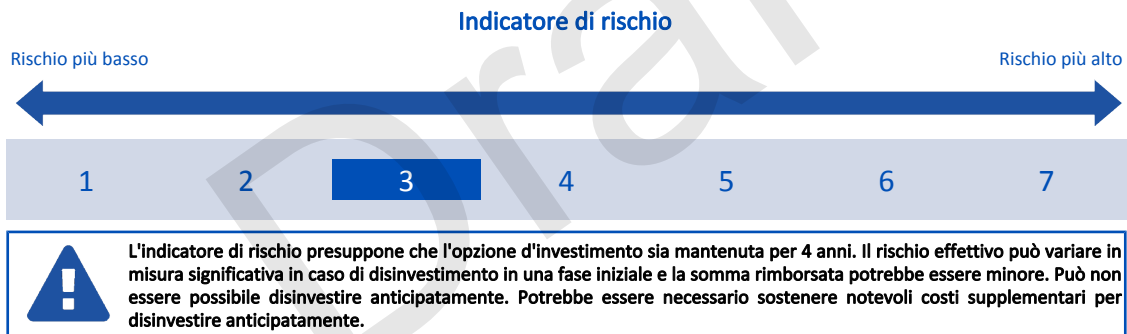 Indicatore di rischio
Rischio più basso
Rischio più alto
1 2 3 4 5 6 7
L'indicatore di rischio presuppone che l'opzione d'investimento sia mantenuta per 4 anni. Il rischio effettivo può variare in
misura significativa in caso di disinvestimento in una fase iniziale e la somma rimborsata potrebbe essere minore. Può non
essere possibile disinvestire anticipatamente. Potrebbe essere necessario sostenere notevoli costi supplementari per
disinvestire anticipatamente.